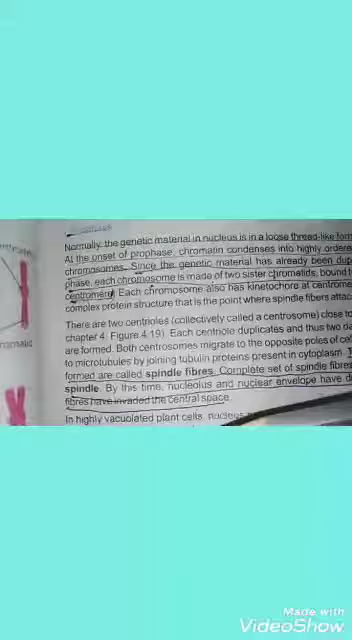 Normally, the genetic material in nucleus is in a loose thread-like form
At the onset of prophase, chromatin condenses into highly ordere
chromosomes. Since the genetic material has already been dup
phase, each chromosome is made of two sister chromatids, bound t
centromere. Each chromosome also has kinetochore at centrome
complex protein structure that is the point where spindle fibres attac
There are two centrioles (collectively called a centrosome) close to
chapter 4: Figure 4.19). Each centriole duplicates and thus two da
are formed. Both centrosomes migrate to the opposite poles of cel
to microtubules by joining tubulin proteins present in cytoplasm. T
formed are called spindle fibres. Complete set of spindle fibres
spindle. By this time, nucleolus and nuclear envelope have d
fibres have invaded the central space.
In highly vacuolated plant cells, nucleus
romatid
Made with
VideoShow